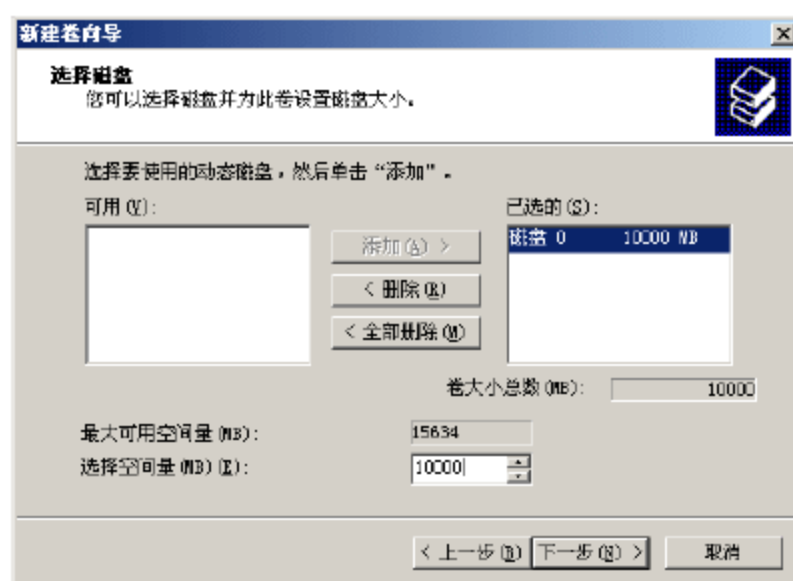 新建卷向导
选择磁盘
您可以选择磁盘并为此卷设置磁盘大小。
选择要使用的动态磁盘，然后单击“添加”。
可用(V):
已选的(S):
添加(A) >
磁盘 0 10000 MB
< 删除(R)
< 全部删除(M)
卷大小总数(MB): 10000
最大可用空间量(MB): 15634
选择空间量(MB)(E): 10000
< 上一步(B) 下一步(N) > 取消